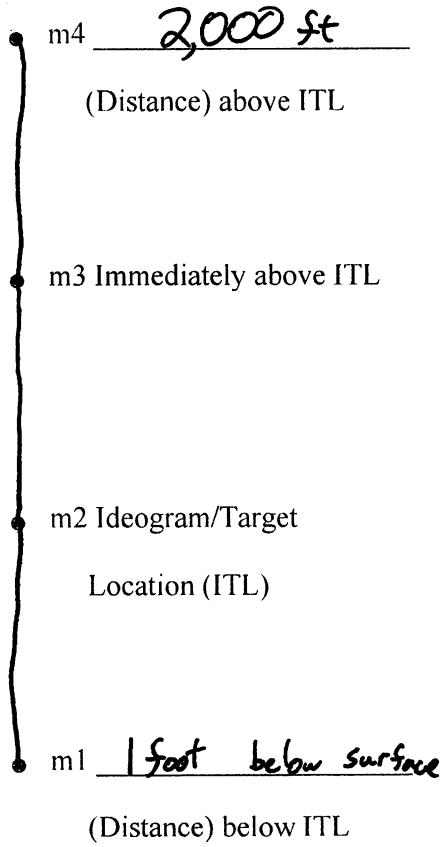 m4 2,000 ft
(Distance) above ITL
m3 Immediately above ITL
m2 Ideogram/Target
Location (ITL)
m1 1 foot below surface
(Distance) below ITL